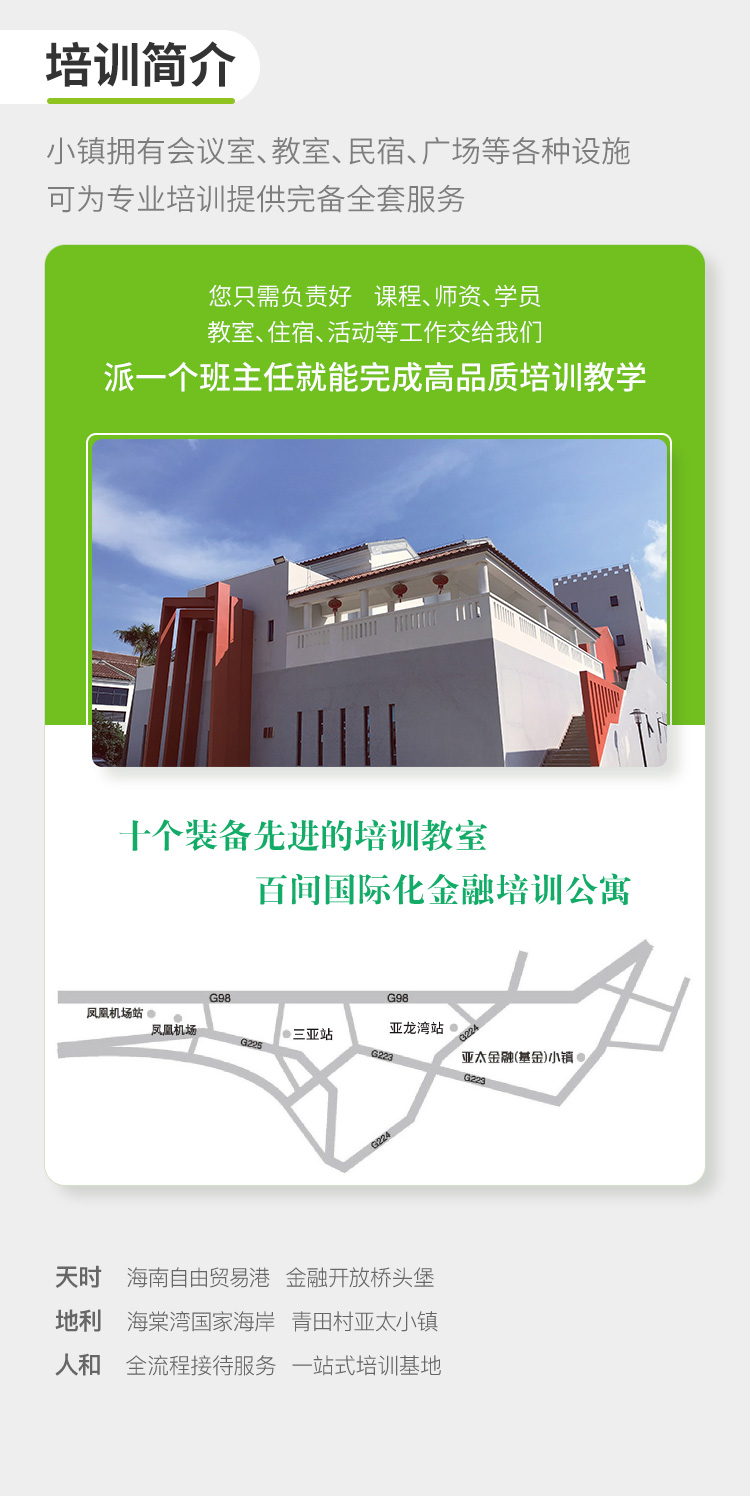 培训简介
小镇拥有会议室、教室、民宿、广场等各种设施
可为专业培训提供完备全套服务
您只需负责好 课程、师资、学员
教室、住宿、活动等工作交给我们
派一个班主任就能完成高品质培训教学
十个装备先进的培训教室
百间国际化金融培训公寓
G98 G98
凤凰机场站
凤凰机场
G225
三亚站
亚龙湾站
G224
G223
亚太金融(基金)小镇
G223
G224
天时 海南自由贸易港 金融开放桥头堡
地利 海棠湾国家海岸 青田村亚太小镇
人和 全流程接待服务 一站式培训基地